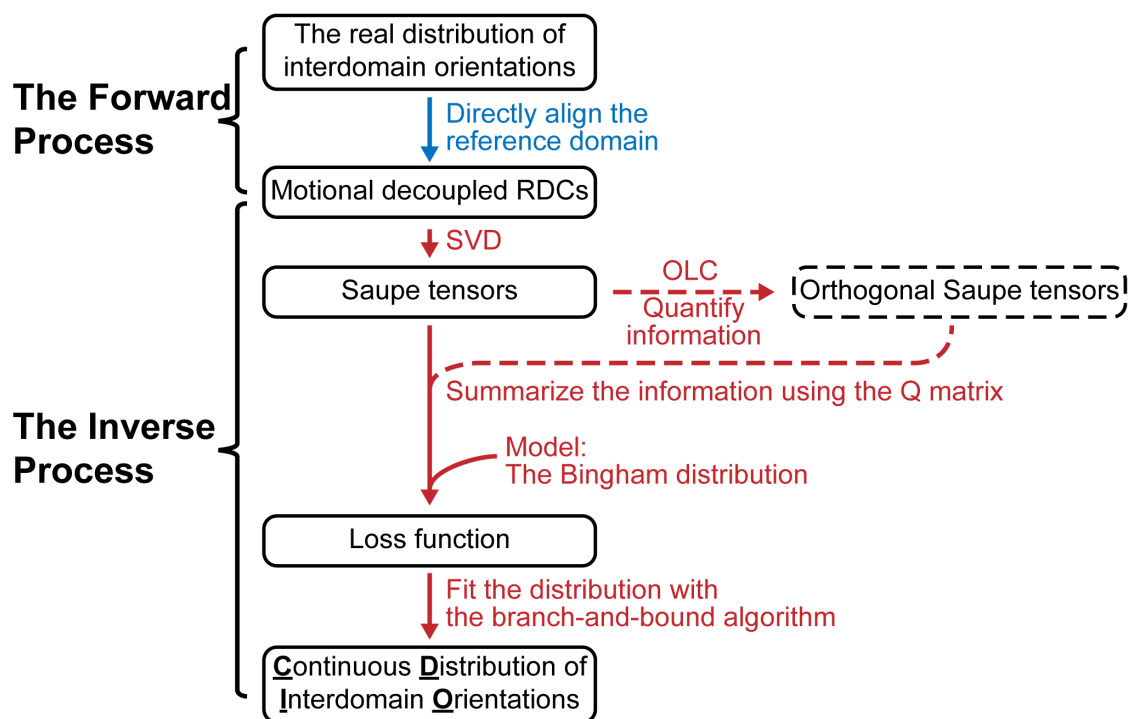 The real distribution of
interdomain orientations
The Forward
Process
Directly align the
reference domain
Motional decoupled RDCs
SVD
Saupe tensors
OLC
Quantify
information
Orthogonal Saupe tensors
Summarize the information using the Q matrix
The Inverse
Process
Model:
The Bingham distribution
Loss function
Fit the distribution with
the branch-and-bound algorithm
Continuous Distribution of
Interdomain Orientations